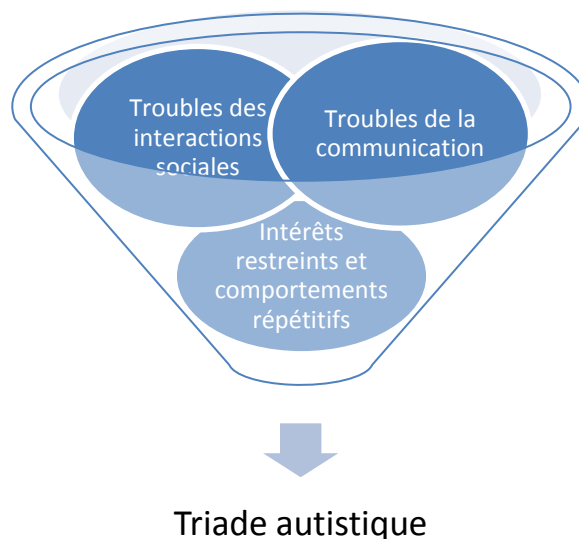 Troubles des
interactions
sociales
Troubles de la
communication
Intérêts
restreints et
comportements
répétitifs
Triade autistique